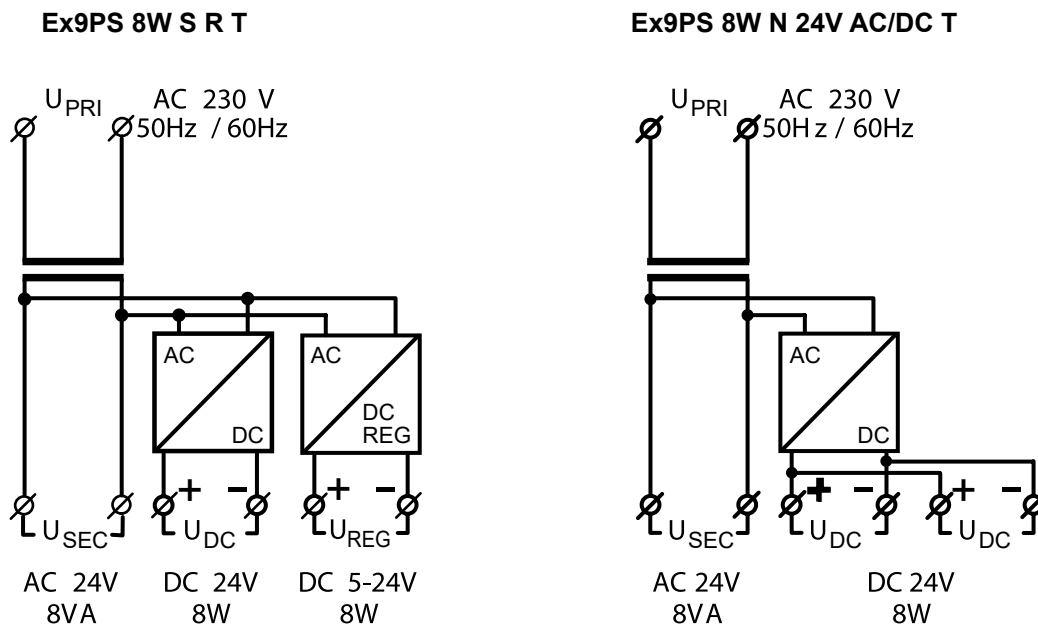 Ex9PS 8W S R T
U PRI
AC 230 V
50Hz / 60Hz
AC
DC
AC
DC
REG
+ −
+ −
U SEC
U DC
U REG
AC 24V
8VA
DC 24V
8W
DC 5-24V
8W
Ex9PS 8W N 24V AC/DC T
U PRI
AC 230 V
50Hz / 60Hz
AC
DC
+ −
+ −
U SEC
U DC
U DC
AC 24V
8VA
DC 24V
8W